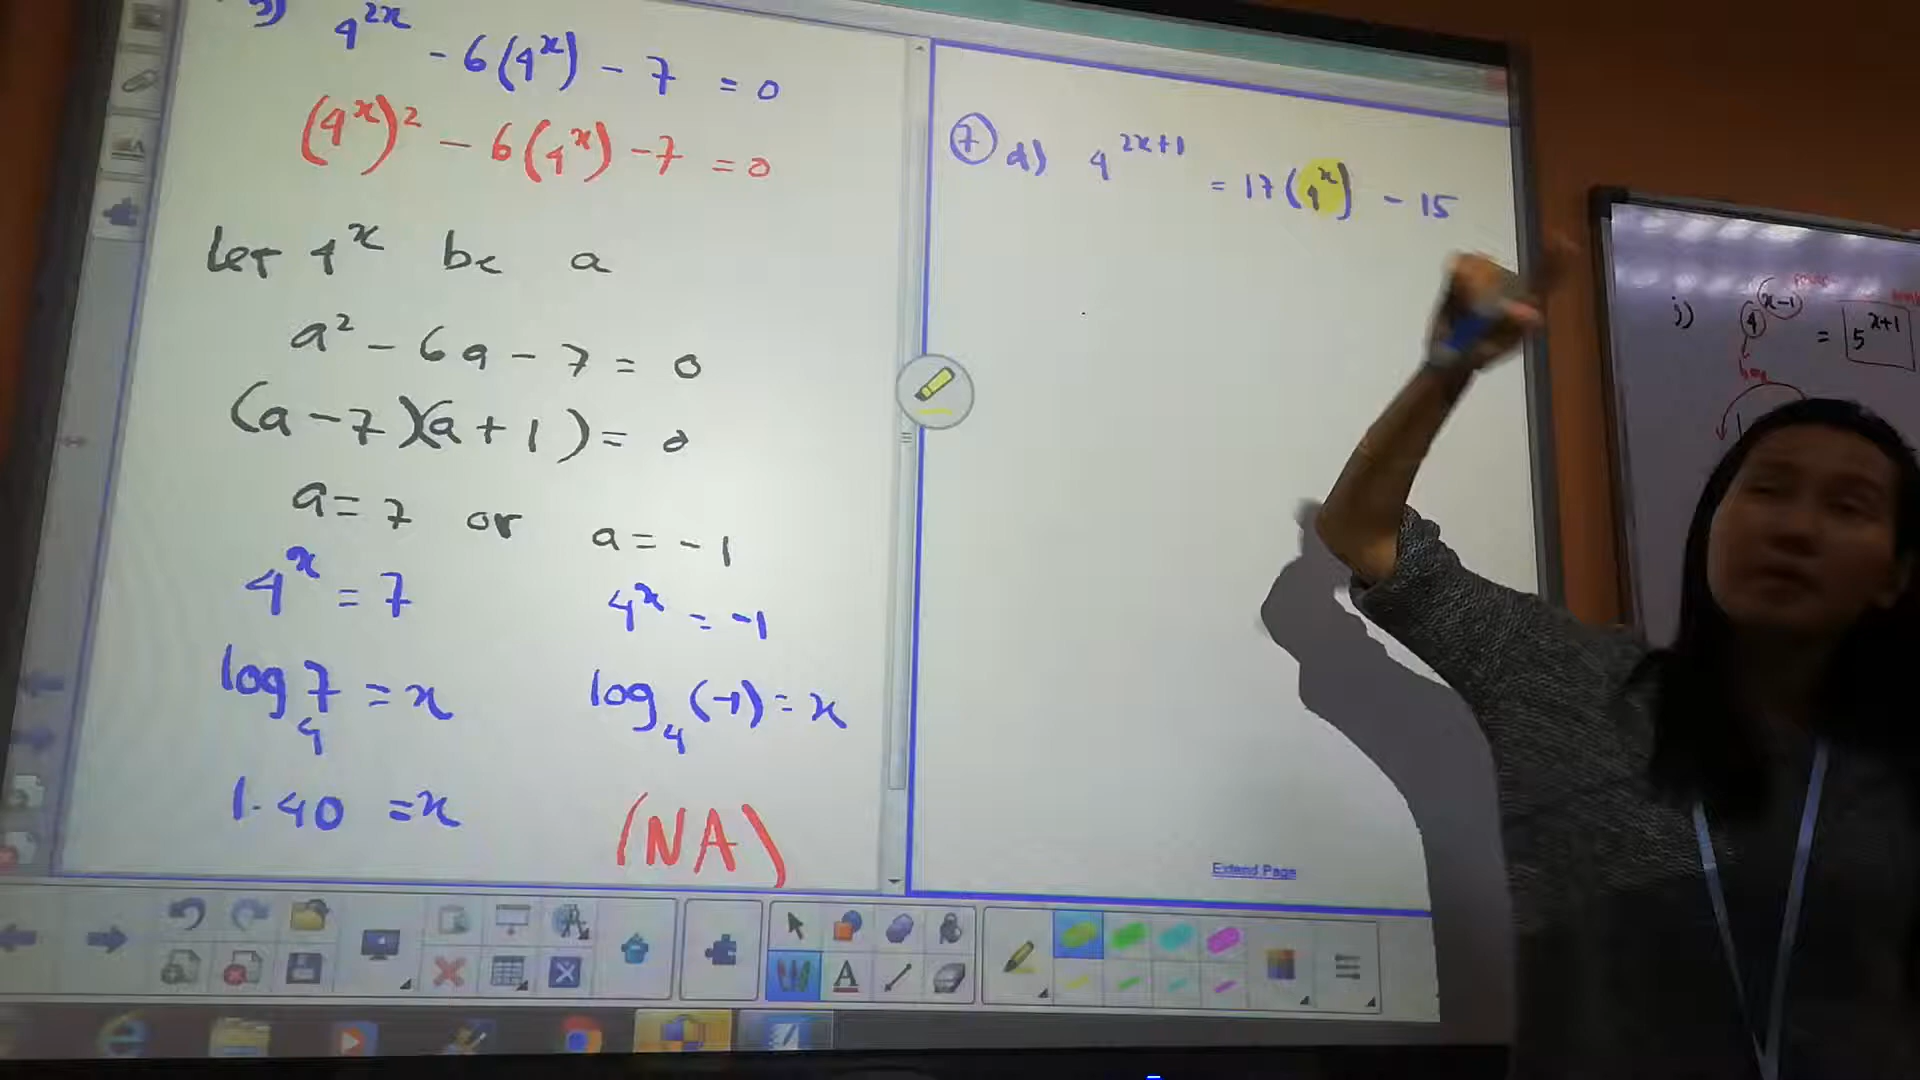 4^{2x} - 6(4^x) - 7 = 0
(4^x)^2 - 6(4^x) - 7 = 0
Let 4^x be a
a^2 - 6a - 7 = 0
(a - 7)(a + 1) = 0
a = 7 or a = -1
4^x = 7 4^x = -1
log_4 7 = x log_4 (-1) = x
1.40 = x (NA)
⑦ d) 4^{2x+1} = 17(4^x) - 15
Extend Page
A
j) 4^{x-1} = 5^{x+1}